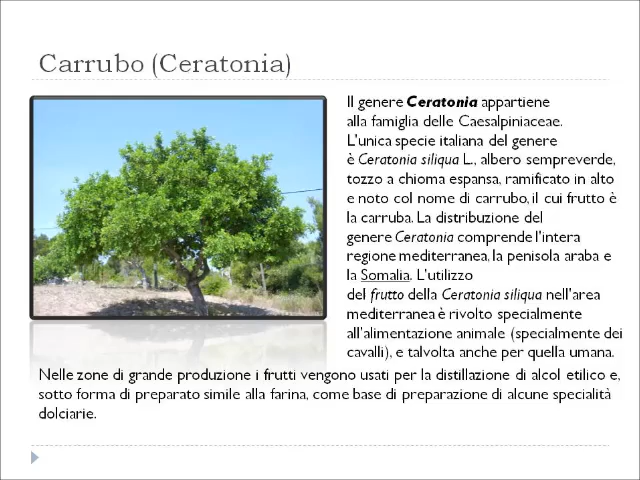 Carrubo (Ceratonia)
Il genere Ceratonia appartiene
alla famiglia delle Caesalpiniaceae.
L'unica specie italiana del genere
è Ceratonia siliqua L., albero sempreverde,
tozzo a chioma espansa, ramificato in alto
e noto col nome di carrubo, il cui frutto è
la carruba. La distribuzione del
genere Ceratonia comprende l'intera
regione mediterranea, la penisola araba e
la Somalia. L'utilizzo
del frutto della Ceratonia siliqua nell'area
mediterranea è rivolto specialmente
all'alimentazione animale (specialmente dei
cavalli), e talvolta anche per quella umana.
Nelle zone di grande produzione i frutti vengono usati per la distillazione di alcol etilico e,
sotto forma di preparato simile alla farina, come base di preparazione di alcune specialità
dolciarie.